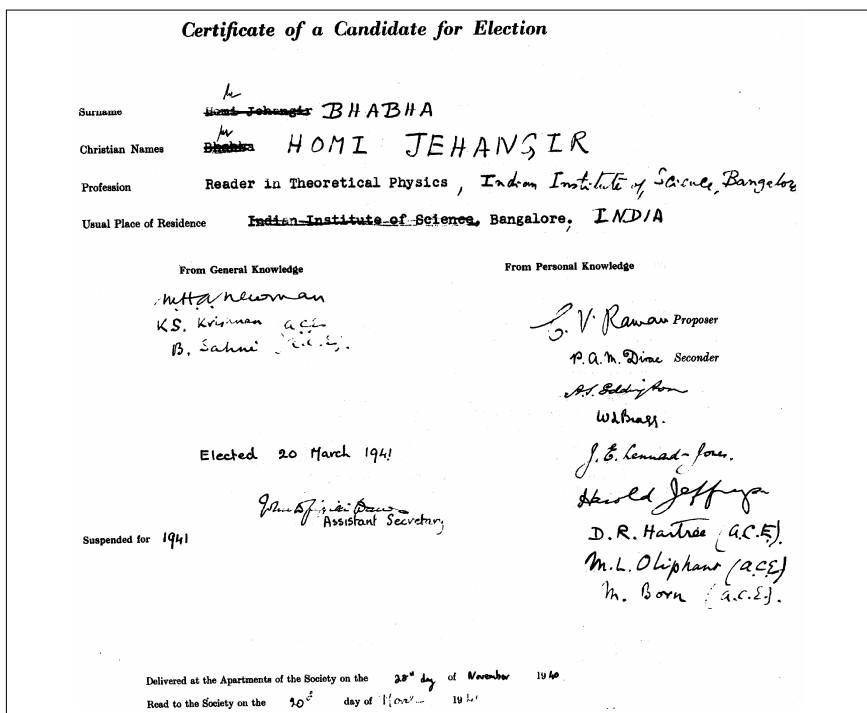 Certificate of a Candidate for Election
Surname Homi Jehangir BHABHA
Christian Names Bhabha HOMI JEHANGIR
Profession Reader in Theoretical Physics, Indian Institute of Science, Bangalore
Usual Place of Residence Indian Institute of Science, Bangalore, INDIA
From General Knowledge
M.H.A. Newman
K.S. Krishnan a.C.E.
B. Sahni
From Personal Knowledge
C. V. Raman Proposer
P.A.M. Dirac Seconder
A.S. Eddington
W L Bragg.
J. E. Lennard-Jones.
Harold Jeffreys
D. R. Hartree (a.C.E).
M.L. Oliphant (a.C.E)
M. Born (a.C.E).
Elected 20 March 1941
Assistant Secretary
Suspended for 1941
Delivered at the Apartments of the Society on the 28th day of November 1940
Read to the Society on the 20th day of 19